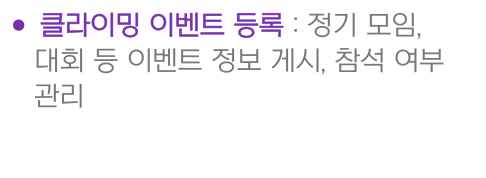 • 클라이밍 이벤트 등록 : 정기 모임,
대회 등 이벤트 정보 게시, 참석 여부
관리